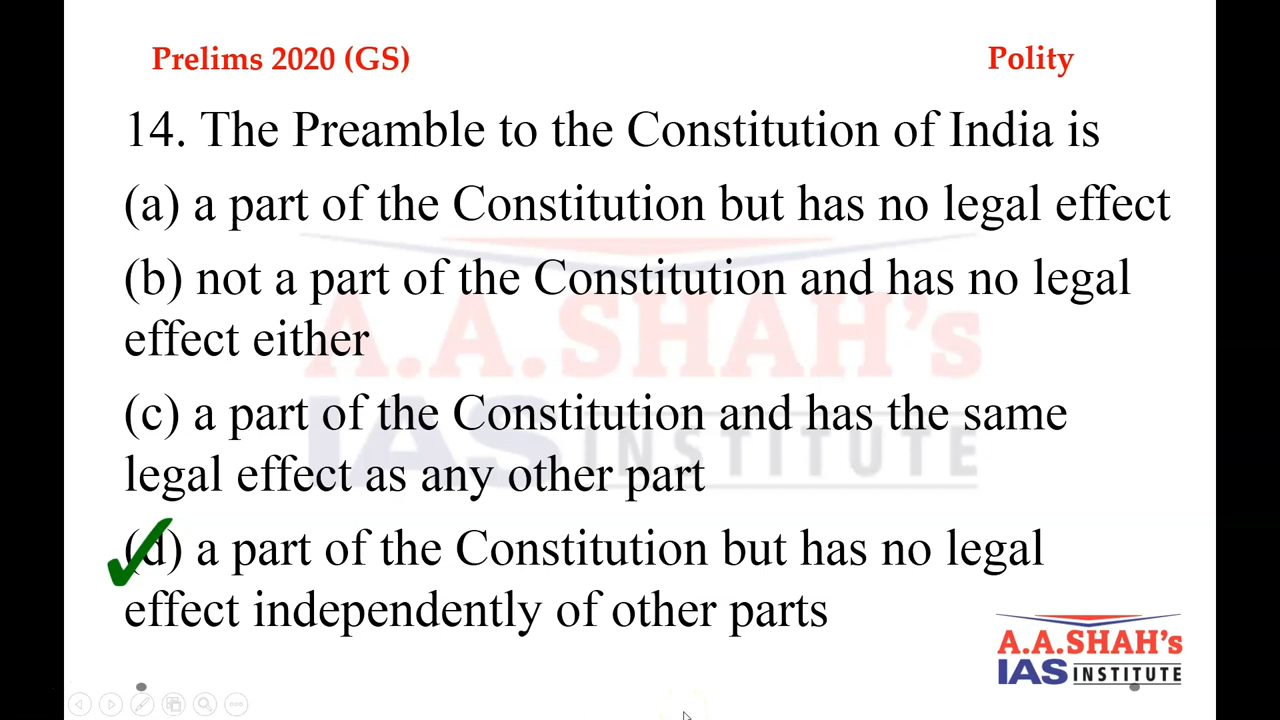 Prelims 2020 (GS) Polity
14. The Preamble to the Constitution of India is
(a) a part of the Constitution but has no legal effect
(b) not a part of the Constitution and has no legal
effect either
(c) a part of the Constitution and has the same
legal effect as any other part
(d) a part of the Constitution but has no legal
effect independently of other parts
A.A.SHAH's
IAS INSTITUTE
A.A.SHAH's
IAS INSTITUTE